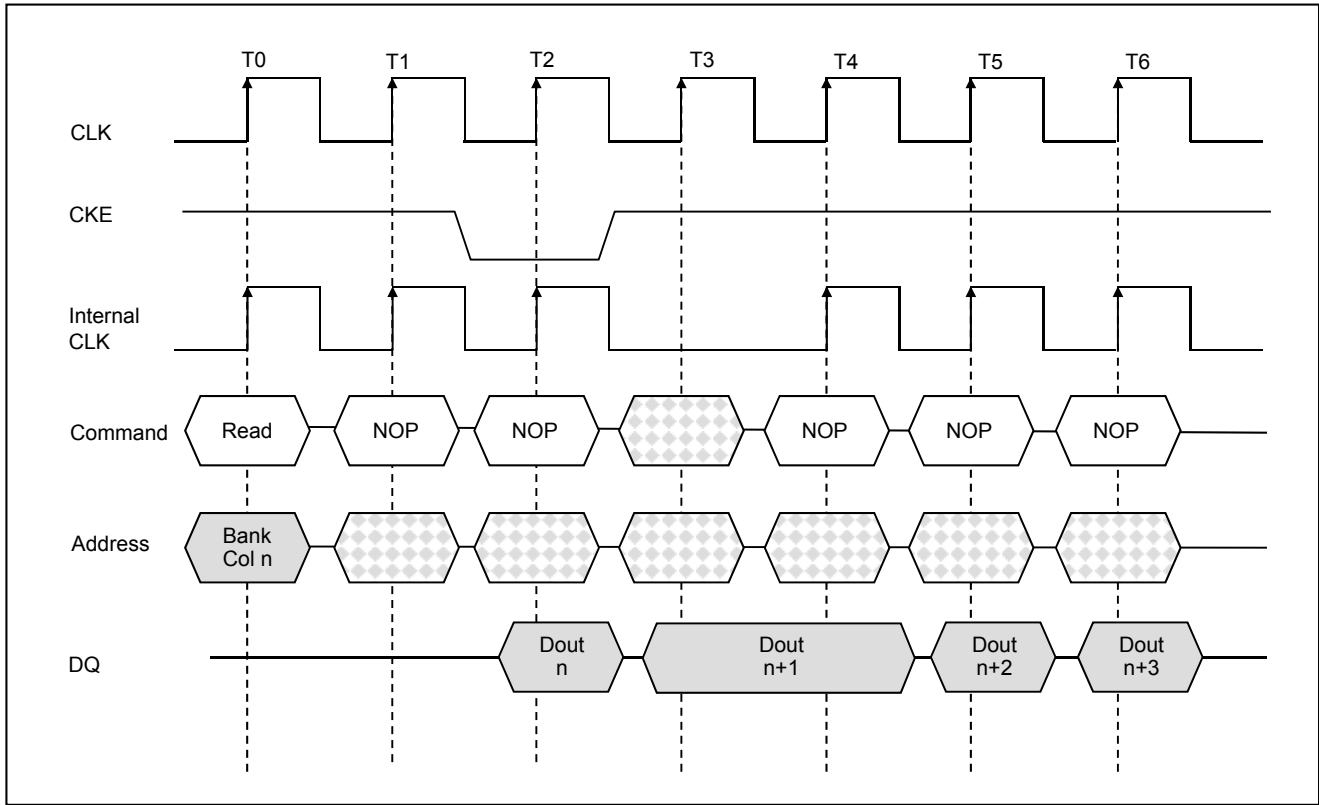 T0 T1 T2 T3 T4 T5 T6
CLK
CKE
Internal
CLK
Command Read NOP NOP NOP NOP NOP
Address Bank
Col n
DQ Dout Dout Dout Dout
n n+1 n+2 n+3